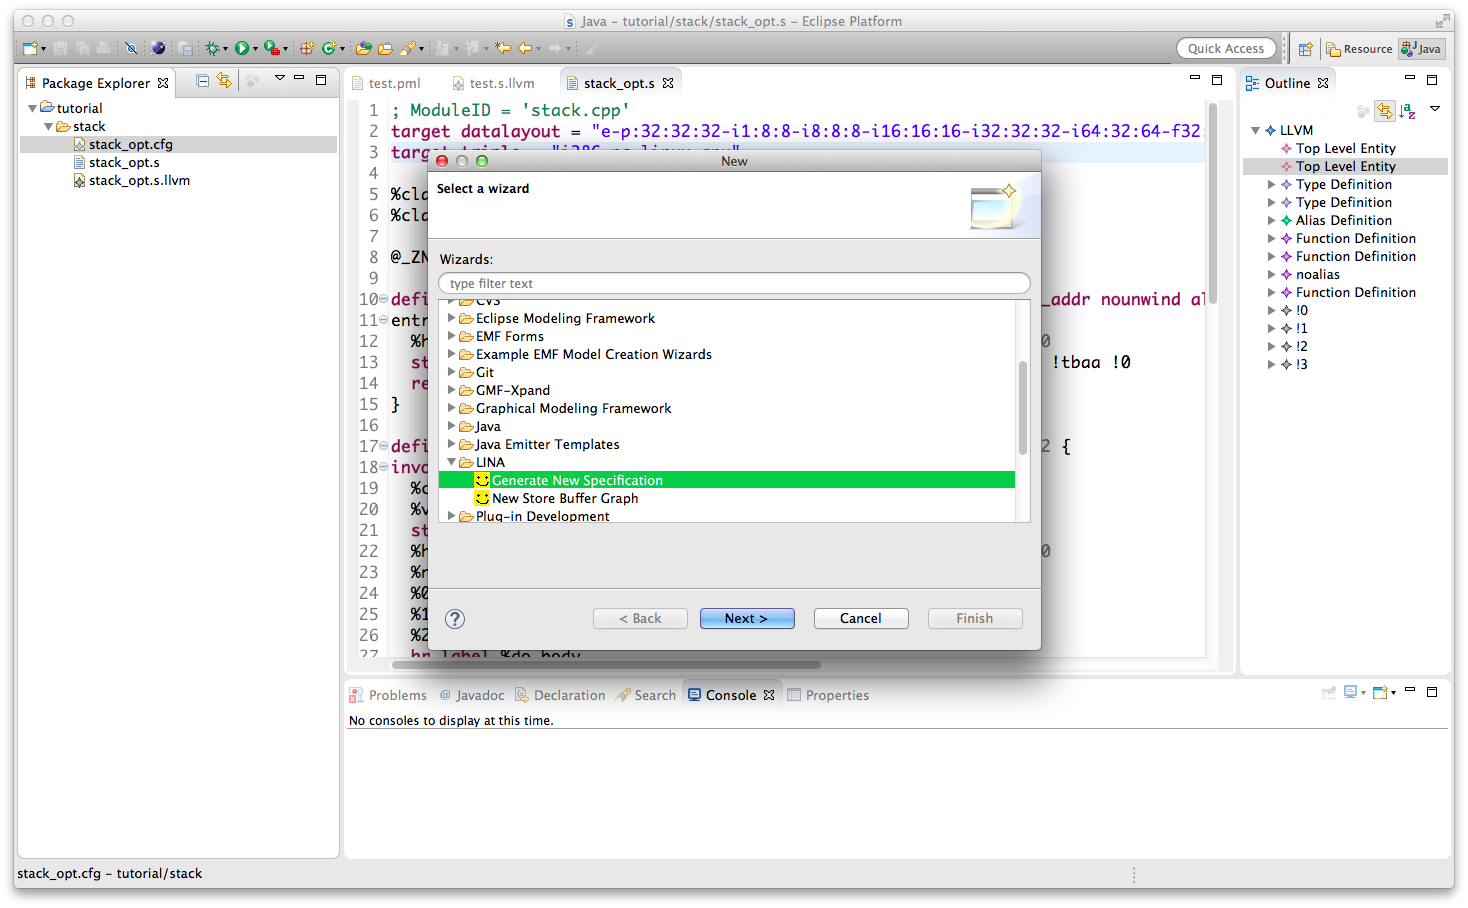 Java – tutorial/stack/stack_opt.s – Eclipse Platform
Quick Access
Resource
Java
Package Explorer
tutorial
stack
stack_opt.cfg
stack_opt.s
stack_opt.s.llvm
test.pml
test.s.llvm
stack_opt.s
1 ; ModuleID = 'stack.cpp'
2 target datalayout = "e-p:32:32:32-i1:8:8-i8:8:8-i16:16:16-i32:32:32-i64:32:64-f32:
3 target triple = "i386-pc-linux-gnu"
4
5 %cla
6 %cla
7
8 @_ZN
9
10 defi _addr nounwind al
11 entr
12 %h 0
13 st !tbaa !0
14 re
15 }
16
17 defi 2 {
18 invo
19 %c
20 %v
21 st
22 %h 0
23 %n
24 %0
25 %1
26 %2
27 br label %do.body
New
Select a wizard
Wizards:
type filter text
CVS
Eclipse Modeling Framework
EMF Forms
Example EMF Model Creation Wizards
Git
GMF-Xpand
Graphical Modeling Framework
Java
Java Emitter Templates
LINA
Generate New Specification
New Store Buffer Graph
Plug-in Development
?
< Back
Next >
Cancel
Finish
Outline
LLVM
Top Level Entity
Top Level Entity
Type Definition
Type Definition
Alias Definition
Function Definition
Function Definition
noalias
Function Definition
!0
!1
!2
!3
Problems
@ Javadoc
Declaration
Search
Console
Properties
No consoles to display at this time.
stack_opt.cfg – tutorial/stack